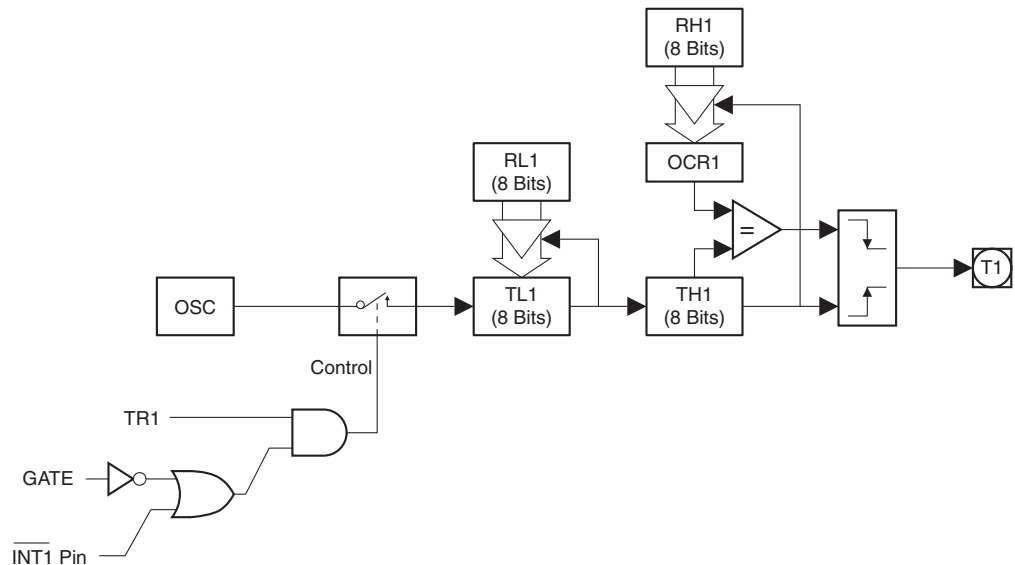 RH1
(8 Bits)
RL1
(8 Bits)
OCR1
=
OSC
TL1
(8 Bits)
TH1
(8 Bits)
T1
Control
TR1
GATE
INT1 Pin